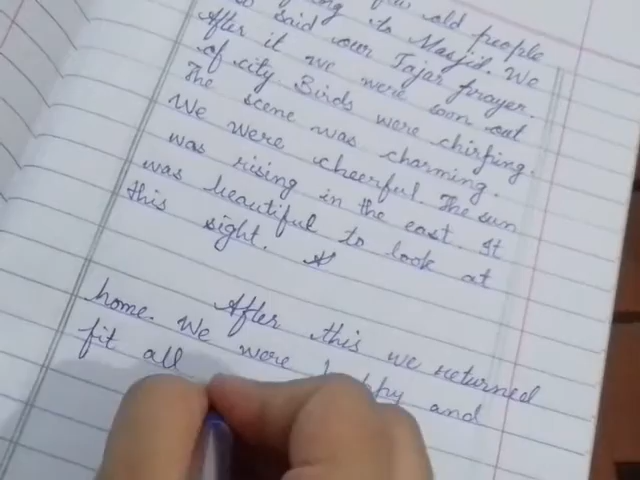 old people
to Masjid. We
said our Fajar prayer.
After it we were soon out
of city. Birds were chirping.
The scene was charming.
We were cheerful. The sun
was rising in the east. It
was beautiful to look at
this sight. A
After this we returned
home. We were happy and
fit all